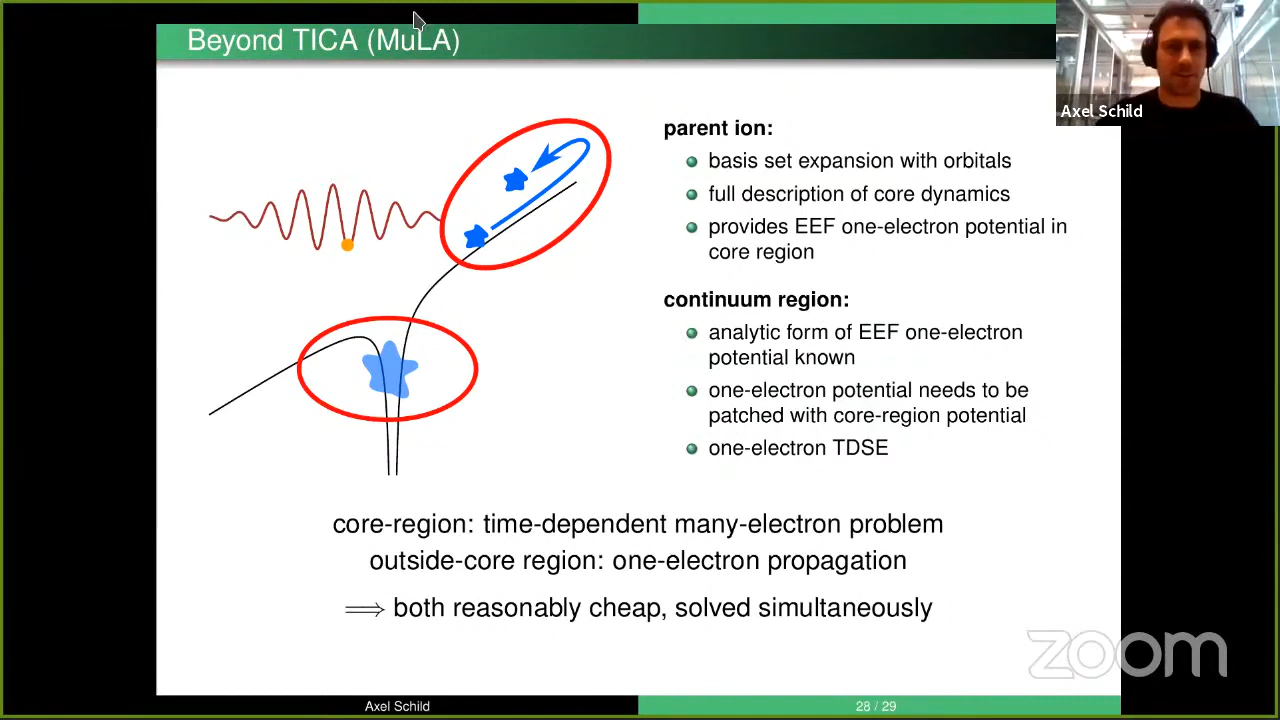 Beyond TICA (MuLA)
Axel Schild
parent ion:
basis set expansion with orbitals
full description of core dynamics
provides EEF one-electron potential in
core region
continuum region:
analytic form of EEF one-electron
potential known
one-electron potential needs to be
patched with core-region potential
one-electron TDSE
core-region: time-dependent many-electron problem
outside-core region: one-electron propagation
⟹ both reasonably cheap, solved simultaneously
zoom
Axel Schild
28 / 29